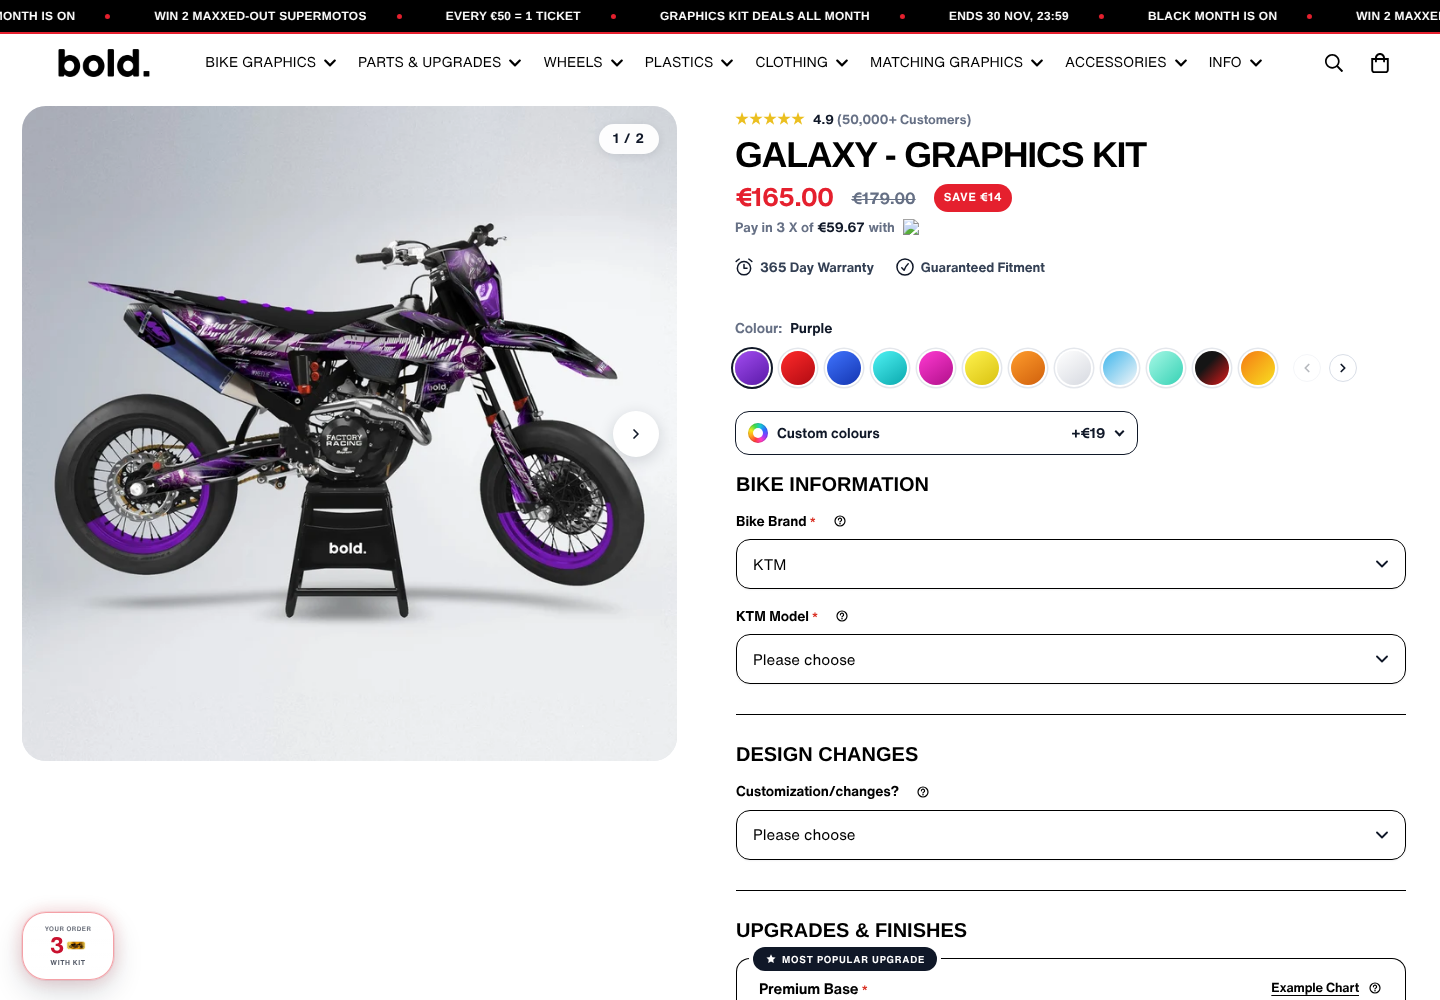 MONTH IS ON • WIN 2 MAXXED-OUT SUPERMOTOS • EVERY €50 = 1 TICKET • GRAPHICS KIT DEALS ALL MONTH • ENDS 30 NOV, 23:59 • BLACK MONTH IS ON • WIN 2 MAXXE
bold.
BIKE GRAPHICS PARTS & UPGRADES WHEELS PLASTICS CLOTHING MATCHING GRAPHICS ACCESSORIES INFO
1 / 2
bold.
FACTORY
RACING
bold.
4.9 (50,000+ Customers)
GALAXY - GRAPHICS KIT
€165.00 €179.00 SAVE €14
Pay in 3 X of €59.67 with
365 Day Warranty Guaranteed Fitment
Colour: Purple
Custom colours +€19
BIKE INFORMATION
Bike Brand *
KTM
KTM Model *
Please choose
DESIGN CHANGES
Customization/changes?
Please choose
UPGRADES & FINISHES
MOST POPULAR UPGRADE
Premium Base * Example Chart
YOUR ORDER
3
WITH KIT